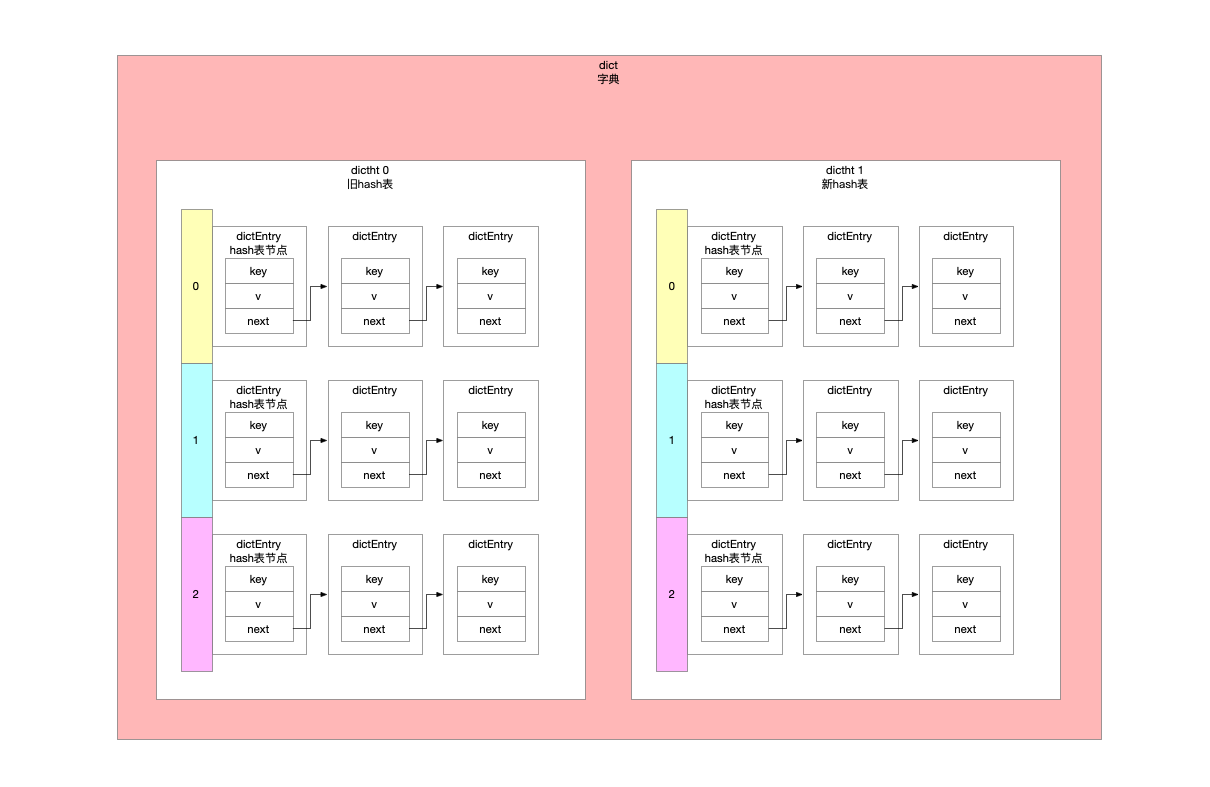 dict
字典
dictht 0
旧hash表
0
dictEntry
hash表节点
key
v
next
dictEntry
key
v
next
dictEntry
key
v
next
1
dictEntry
hash表节点
key
v
next
dictEntry
key
v
next
dictEntry
key
v
next
2
dictEntry
hash表节点
key
v
next
dictEntry
key
v
next
dictEntry
key
v
next
dictht 1
新hash表
0
dictEntry
hash表节点
key
v
next
dictEntry
key
v
next
dictEntry
key
v
next
1
dictEntry
hash表节点
key
v
next
dictEntry
key
v
next
dictEntry
key
v
next
2
dictEntry
hash表节点
key
v
next
dictEntry
key
v
next
dictEntry
key
v
next